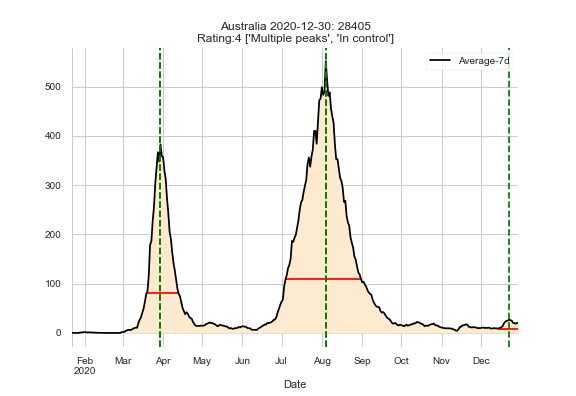 Australia 2020-12-30: 28405
Rating:4 ['Multiple peaks', 'In control']
Average-7d
500
400
300
200
100
0
Feb Mar Apr May Jun Jul Aug Sep Oct Nov Dec
2020
Date